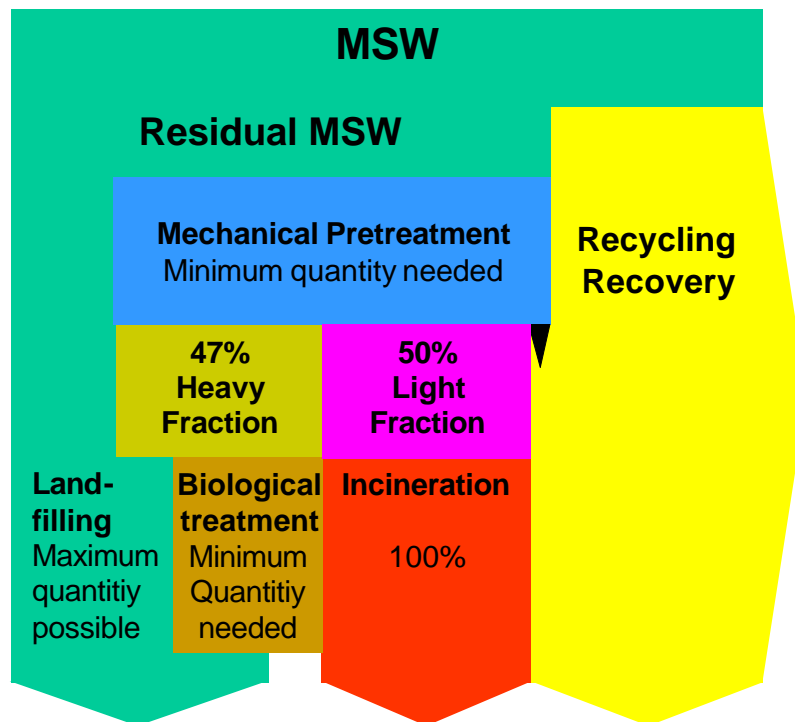 MSW
Residual MSW
Mechanical Pretreatment
Minimum quantity needed
Recycling
Recovery
47%
Heavy
Fraction
50%
Light
Fraction
Land-
filling
Maximum
quantitiy
possible
Biological
treatment
Minimum
Quantitiy
needed
Incineration
100%